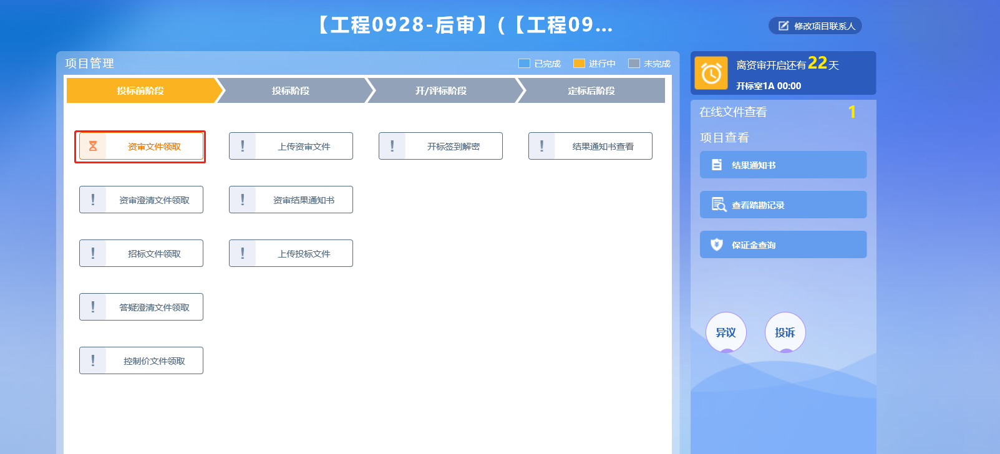 【工程0928-后审】(【工程09...
修改项目联系人
项目管理
已完成
进行中
未完成
投标前阶段
投标阶段
开/评标阶段
定标后阶段
资审文件领取
上传资审文件
开标签到解密
结果通知书查看
资审澄清文件领取
资审结果通知书
招标文件领取
上传投标文件
答疑澄清文件领取
控制价文件领取
离资审开启还有22天
开标室1A 00:00
在线文件查看
1
项目查看
结果通知书
查看踏勘记录
保证金查询
异议
投诉